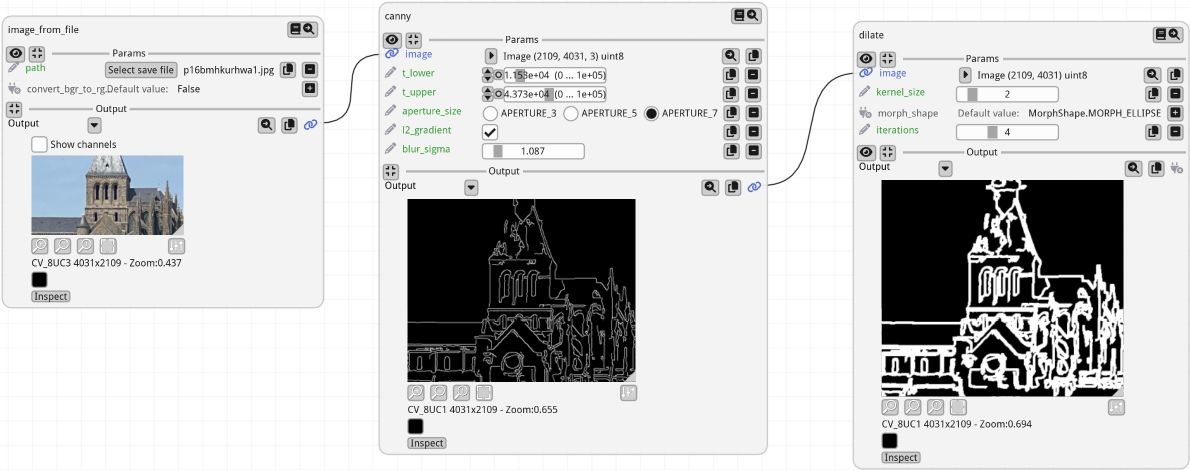 image_from_file
Params
path Select save file p16bmhkurhwa1.jpg
convert_bgr_to_rg. Default value: False
Output
Output
Show channels
CV_8UC3 4031x2109 - Zoom:0.437
Inspect
canny
Params
image Image (2109, 4031, 3) uint8
t_lower 1.153e+04 (0 ... 1e+05)
t_upper 4.373e+04 (0 ... 1e+05)
aperture_size APERTURE_3 APERTURE_5 APERTURE_7
l2_gradient
blur_sigma 1.087
Output
Output
CV_8UC1 4031x2109 - Zoom:0.655
Inspect
dilate
Params
image Image (2109, 4031) uint8
kernel_size 2
morph_shape Default value: MorphShape.MORPH_ELLIPSE
iterations 4
Output
Output
CV_8UC1 4031x2109 - Zoom:0.694
Inspect